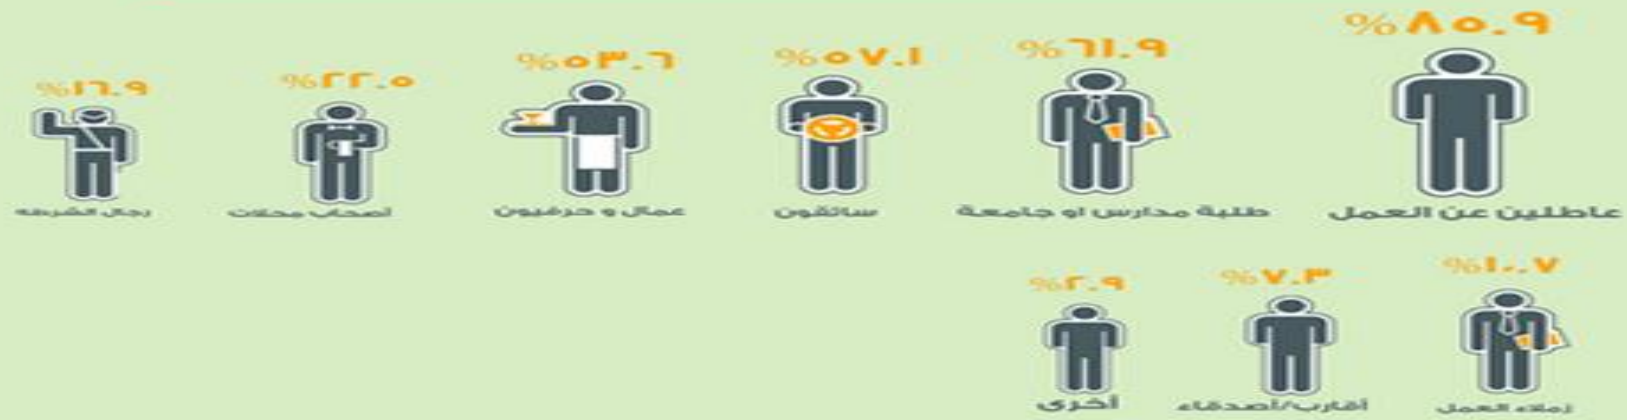 %٨٥.٩
%٦١.٩
%٥٧.١
%٥٣.٦
%٢٢.٥
%١٦.٩
عاطلين عن العمل
طلبة مدارس او جامعة
سائقون
عمال و حرفيون
أصحاب محلات
رجال الشرطه
%١٠.٧
%٧.٣
%٢.٩
زملاء العمل
أقارب/أصدقاء
أخرى